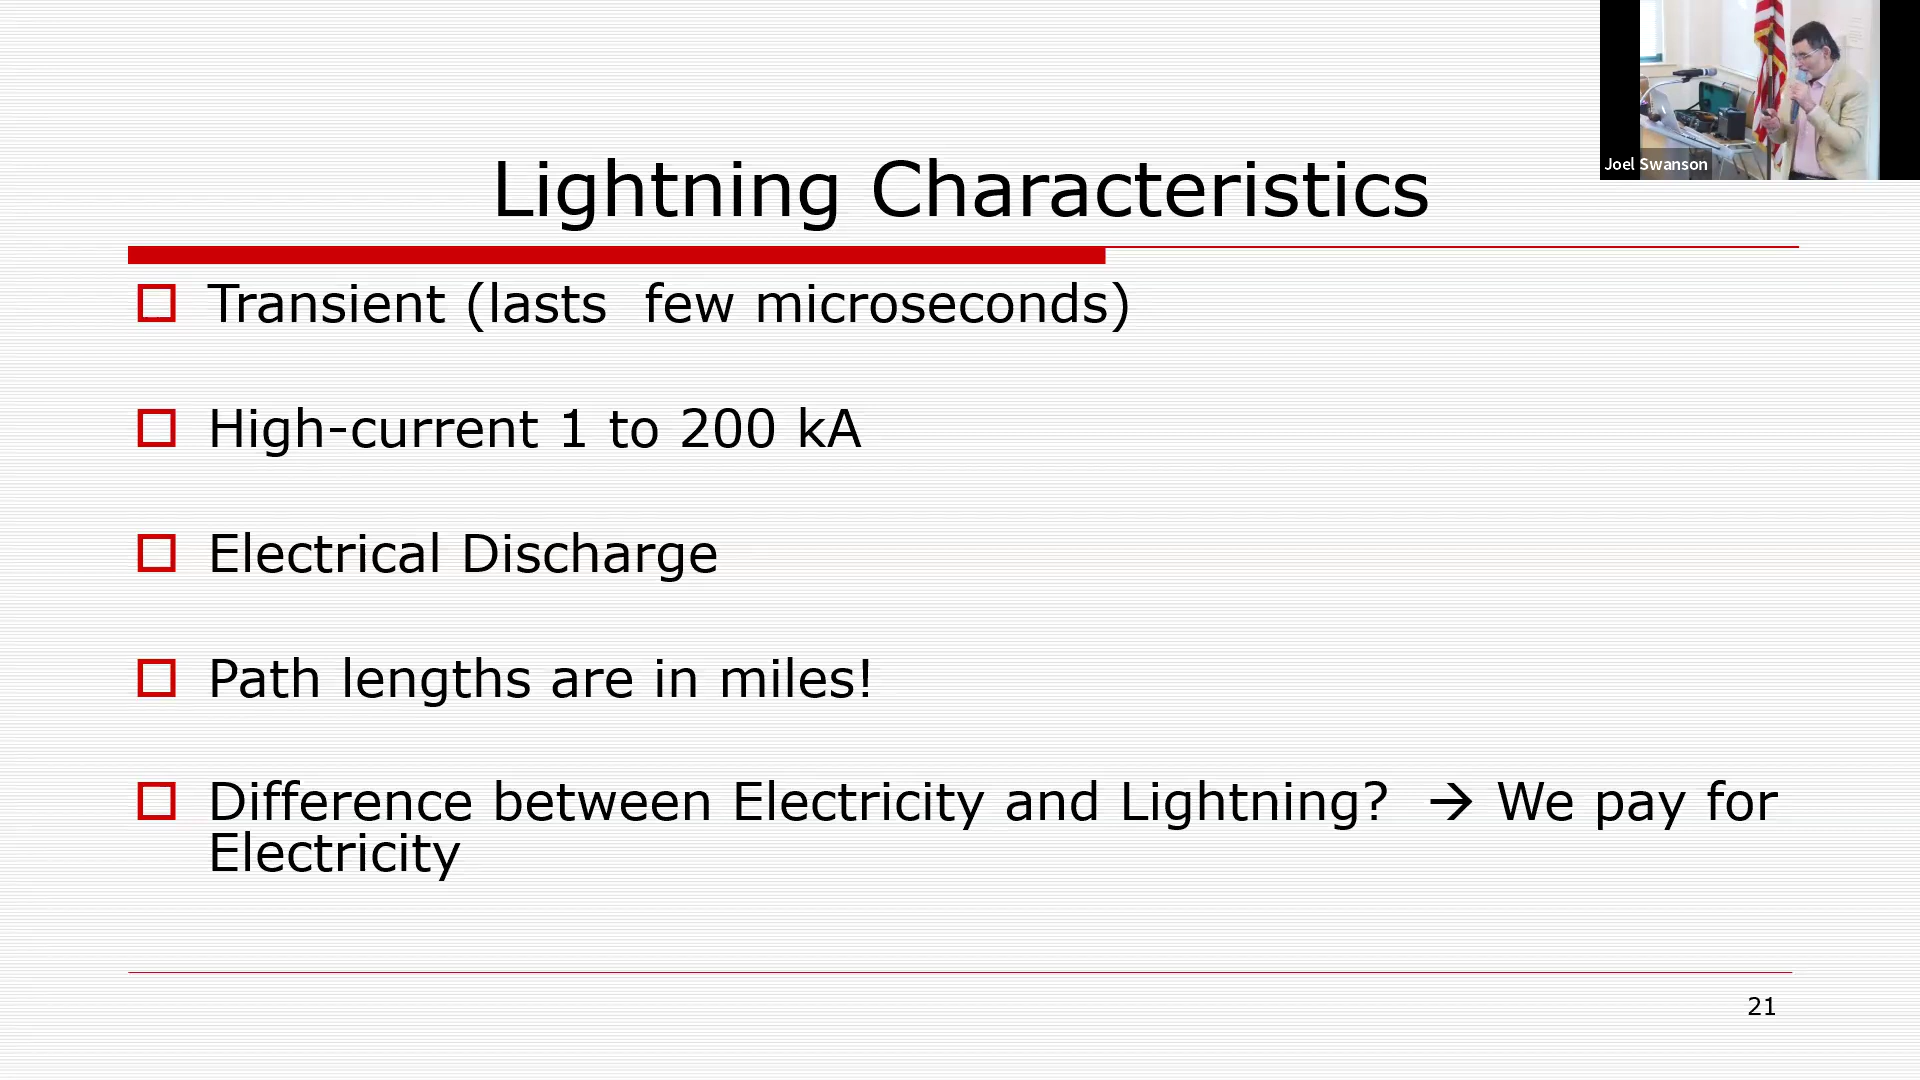 Joel Swanson
Lightning Characteristics
Transient (lasts  few microseconds)
High-current 1 to 200 kA
Electrical Discharge
Path lengths are in miles!
Difference between Electricity and Lightning?  → We pay for
Electricity
21